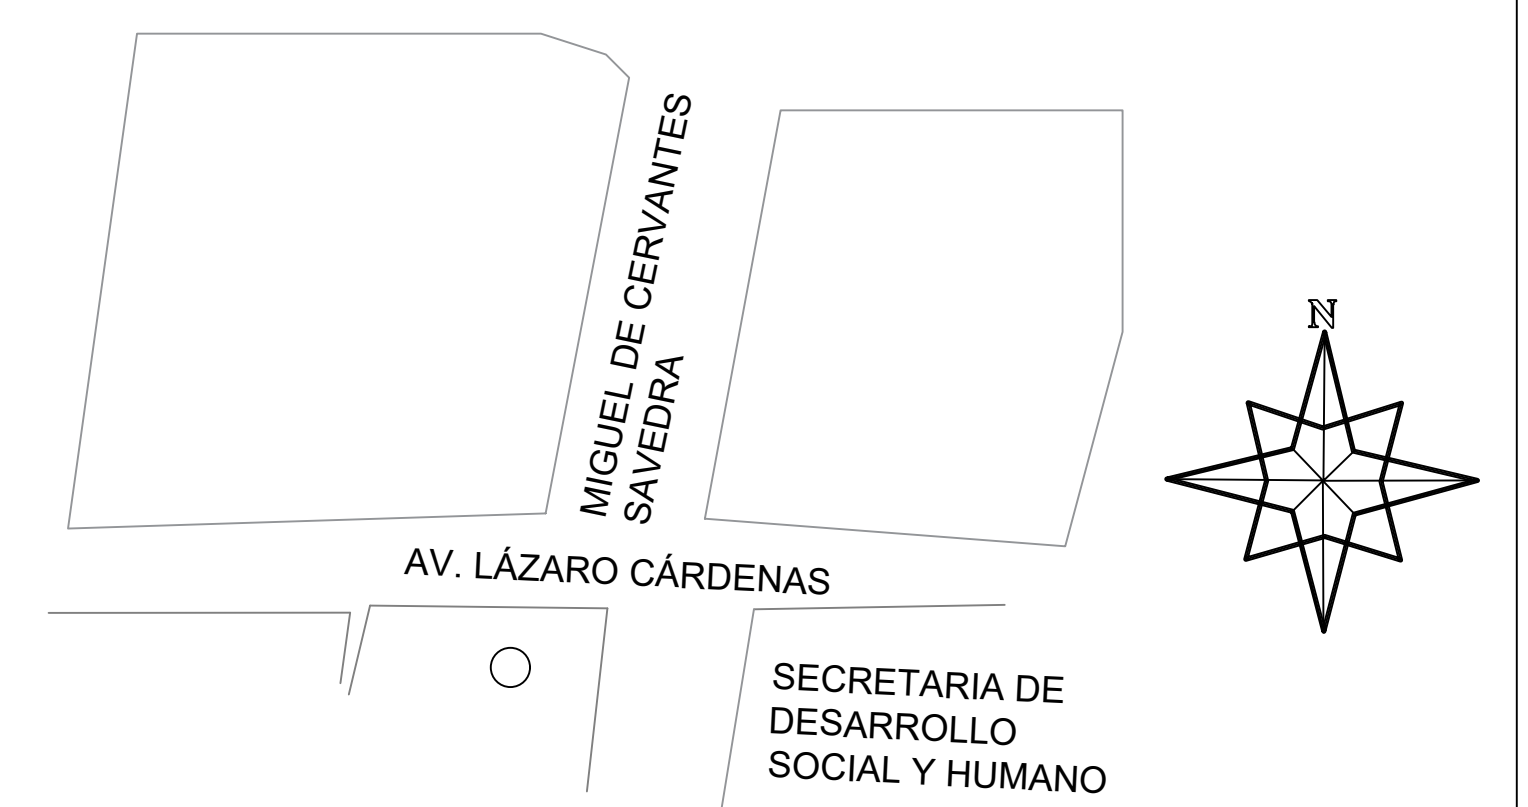 MIGUEL DE CERVANTES
SAVEDRA
N
AV. LÁZARO CÁRDENAS
SECRETARIA DE
DESARROLLO
SOCIAL Y HUMANO